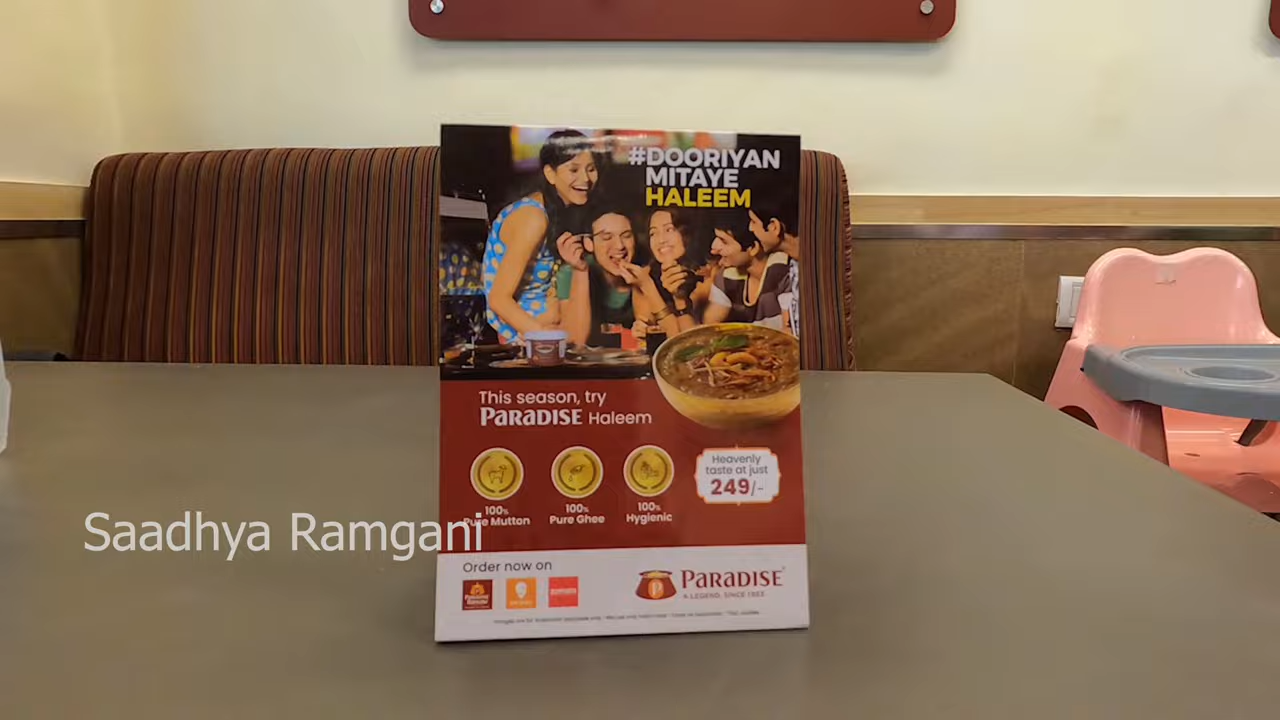 #DOORIYAN
MITAYE
HALEEM
This season, try
PARADISE Haleem
Heavenly
taste at just
249/-
100% Pure Mutton
100% Pure Ghee
100% Hygienic
Saadhya Ramgani
Order now on
PARADISE
A LEGEND, SINCE 1953